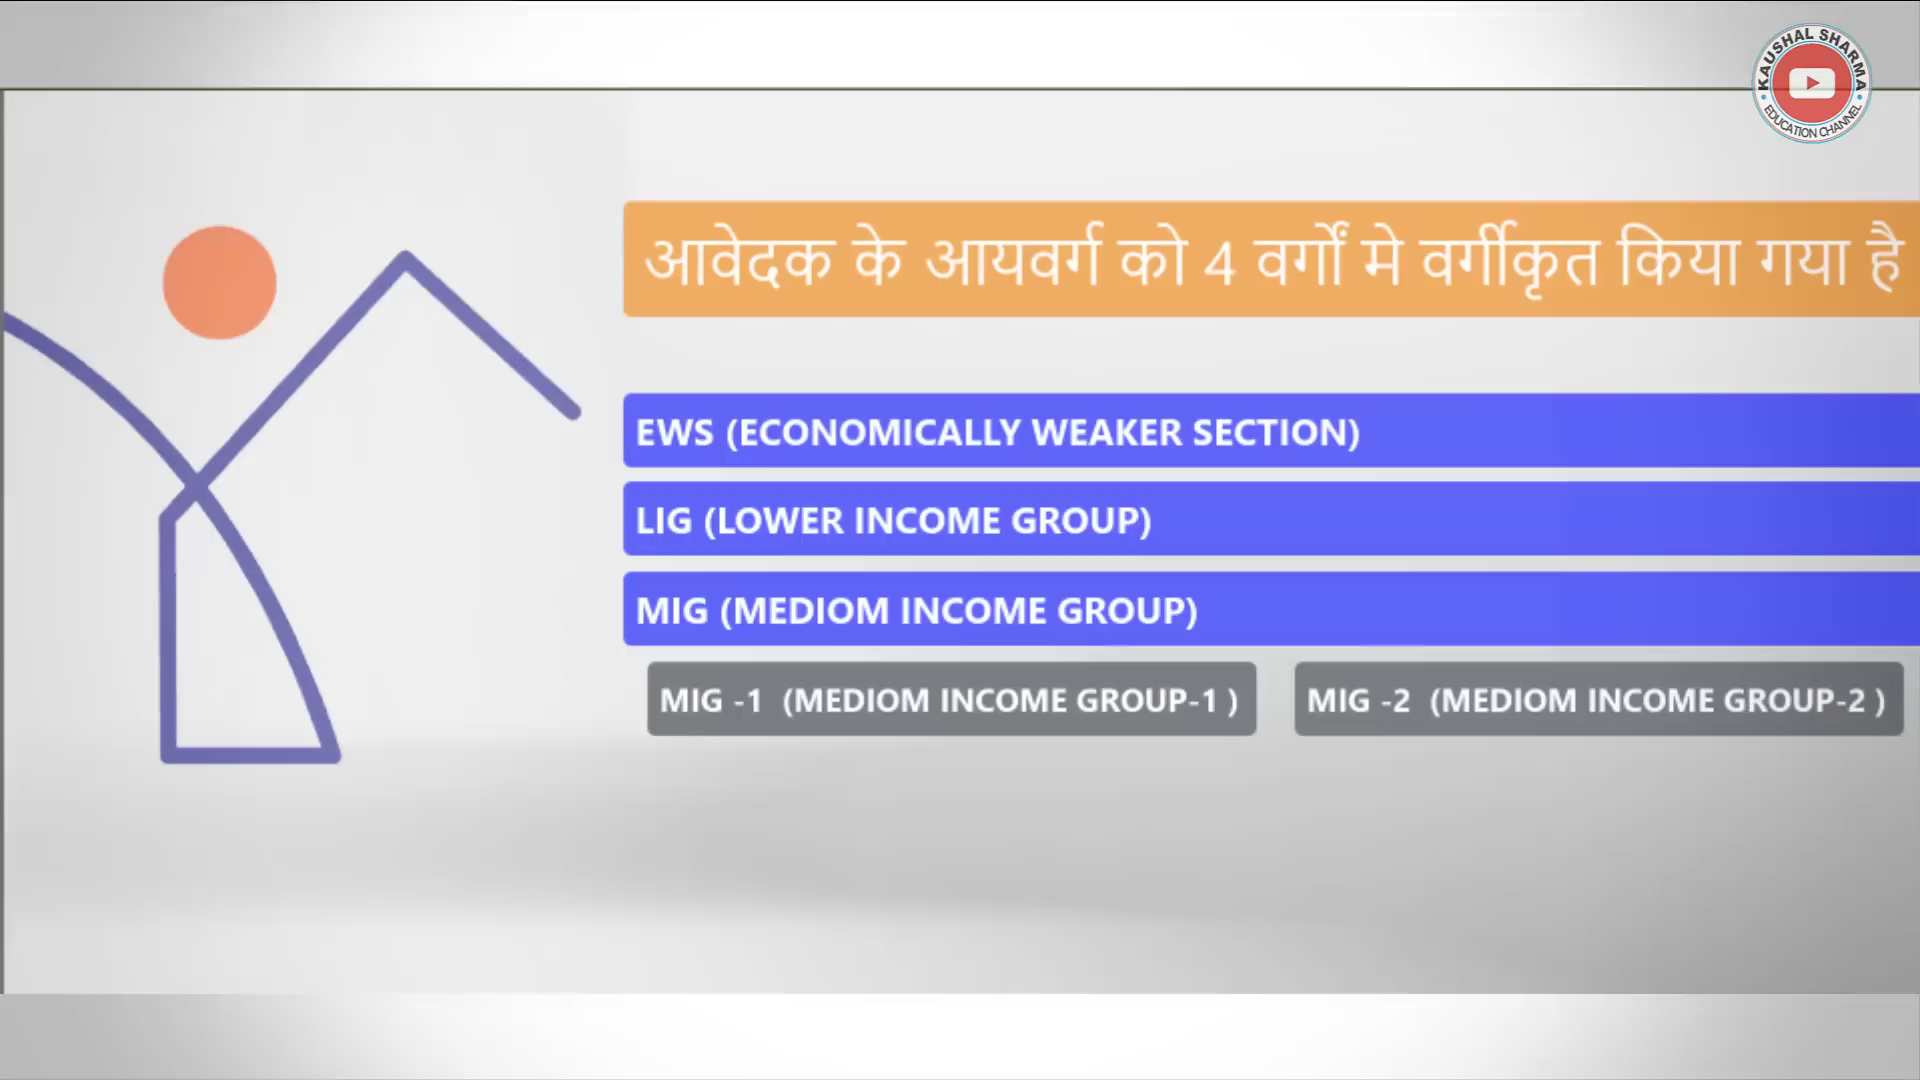 KAUSHAL SHARMA
EDUCATION CHANNEL
आवेदक के आयवर्ग को 4 वर्गों मे वर्गीकृत किया गया है
EWS (ECONOMICALLY WEAKER SECTION)
LIG (LOWER INCOME GROUP)
MIG (MEDIOM INCOME GROUP)
MIG -1 (MEDIOM INCOME GROUP-1 )
MIG -2 (MEDIOM INCOME GROUP-2 )